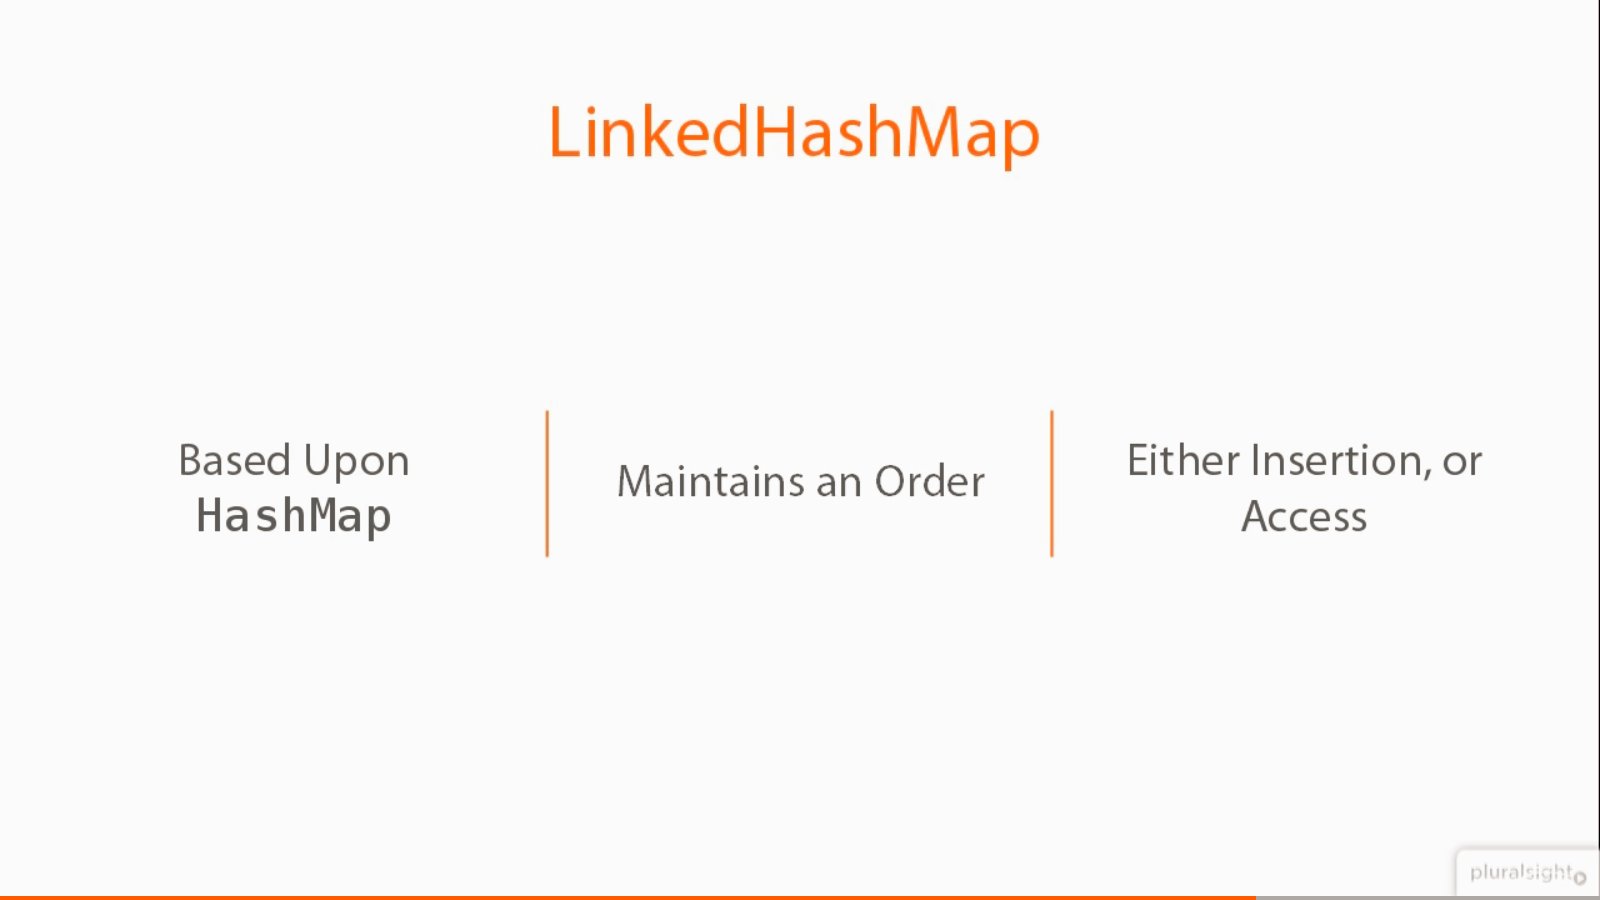 LinkedHashMap
Based Upon
HashMap
Maintains an Order
Either Insertion, or
Access
pluralsight